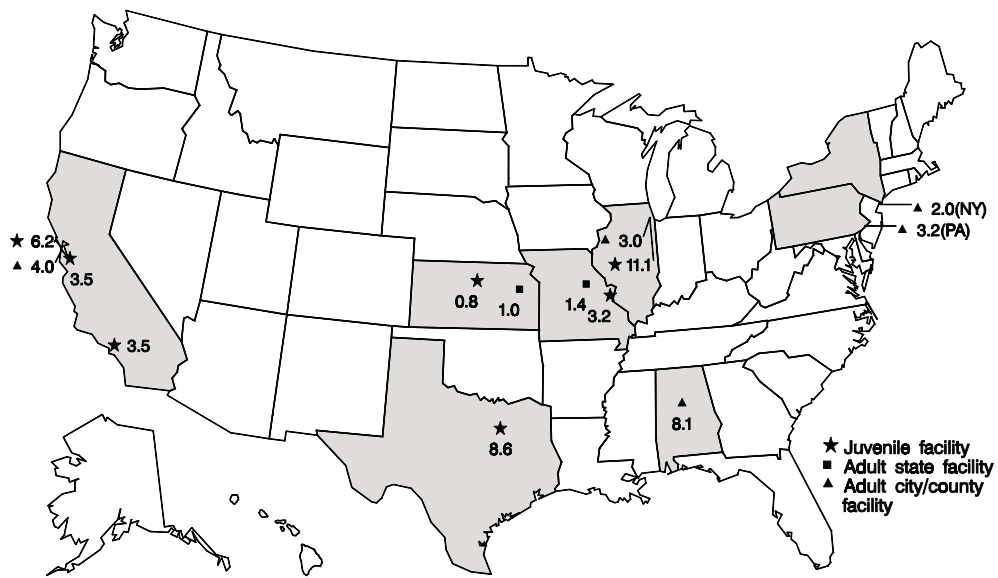 2.0(NY)
3.2(PA)
6.2
4.0
3.5
3.0
11.1
0.8
1.0
1.4
3.2
3.5
8.1
8.6
Juvenile facility
Adult state facility
Adult city/county
facility